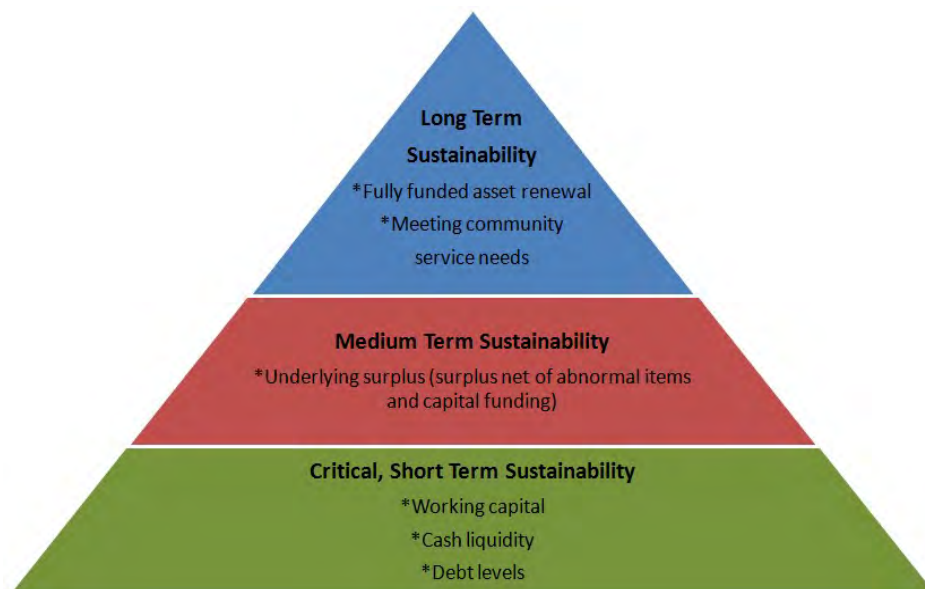 Long Term
Sustainability
*Fully funded asset renewal
*Meeting community
service needs
Medium Term Sustainability
*Underlying surplus (surplus net of abnormal items
and capital funding)
Critical, Short Term Sustainability
*Working capital
*Cash liquidity
*Debt levels